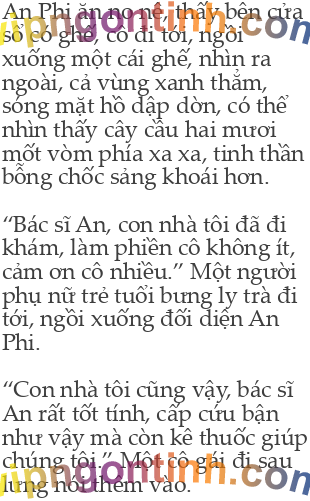 An Phi ăn no nê, thấy bên cửa
sổ có ghế, cô đi tới, ngồi
xuống một cái ghế, nhìn ra
ngoài, cả vùng xanh thẳm,
sóng mặt hồ dập dờn, có thể
nhìn thấy cây cầu hai mươi
mốt vòm phía xa xa, tinh thần
bỗng chốc sảng khoái hơn.
“Bác sĩ An, con nhà tôi đã đi
khám, làm phiền cô không ít,
cảm ơn cô nhiều.” Một người
phụ nữ trẻ tuổi bưng ly trà đi
tới, ngồi xuống đối diện An
Phi.
“Con nhà tôi cũng vậy, bác sĩ
An rất tốt tính, cấp cứu bận
như vậy mà còn kê thuốc giúp
chúng tôi.” Một cô gái đi sau
lưng nói thêm vào.
vipngontinh.com
vipngontinh.com